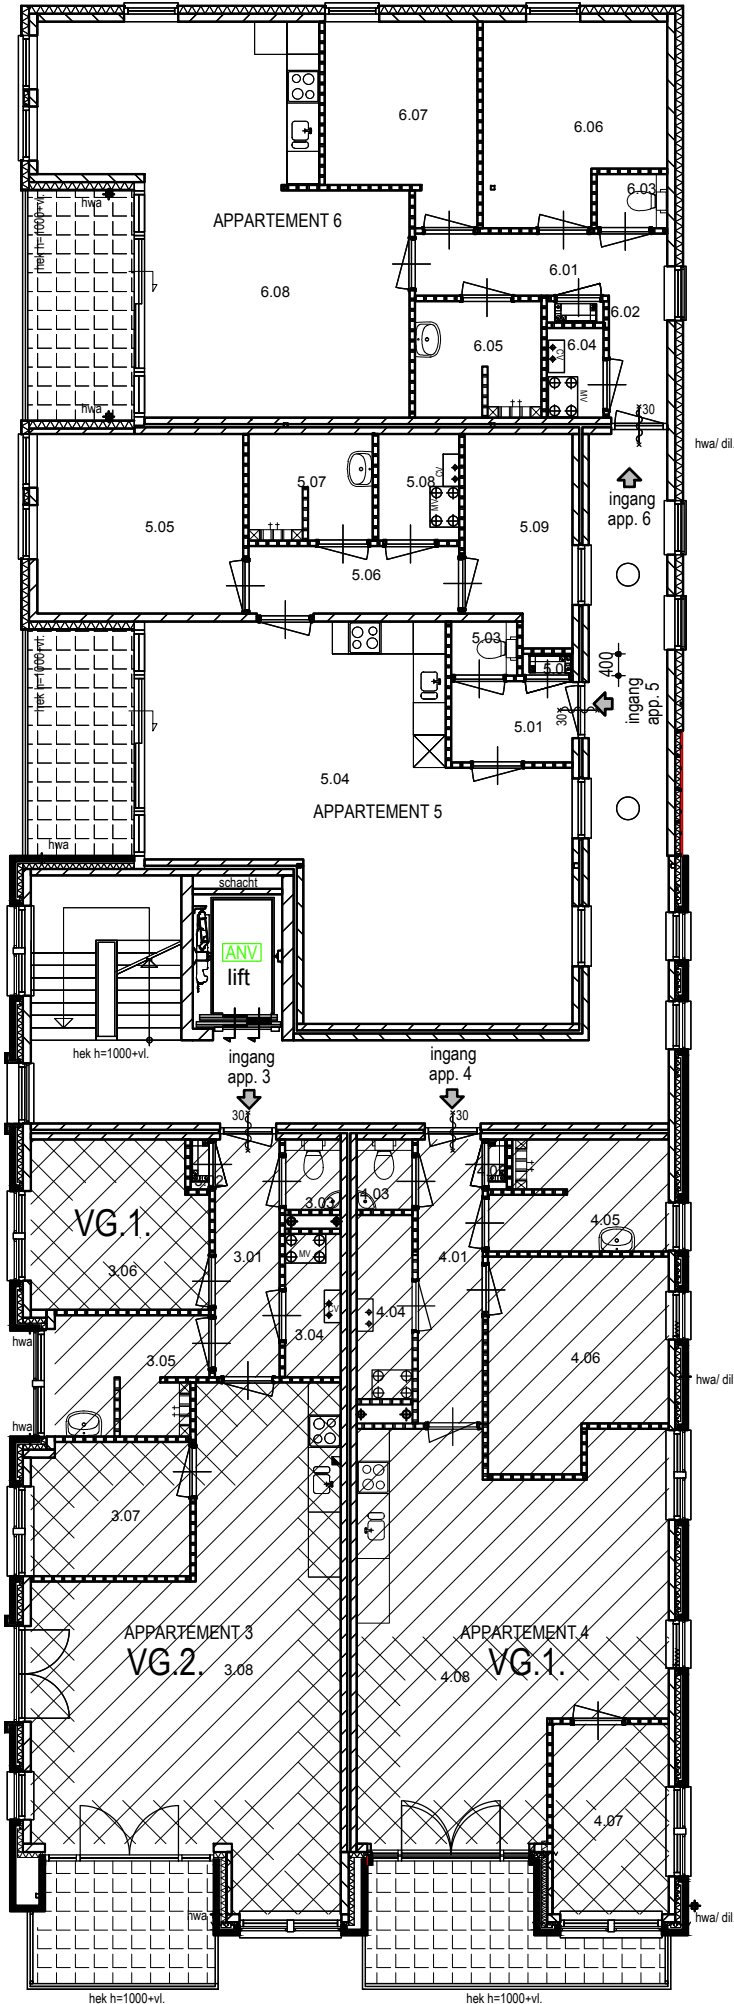 6.07
6.06
6.03
hwa
hek h=1000+vl.
APPARTEMENT 6
6.01
6.08
6.02
6.05
6.04
CV
MV
hwa
30
hwa/ dil.
5.07
5.08
CV
MV
ingang
app. 6
5.05
5.09
5.06
hek h=1000+vl.
5.03
400
ingang
app. 5
30
5.01
5.04
APPARTEMENT 5
hwa
schacht
ANV
lift
hek h=1000+vl.
ingang
app. 3
ingang
app. 4
30
30
3.03
4.03
VG.1.
3.01
4.01
4.05
MV
3.06
CV
3.04
4.04
hwa
3.05
4.06
hwa/ dil.
hwa
3.07
APPARTEMENT 3
APPARTEMENT 4
VG.2.
3.08
4.08
VG.1.
4.07
hwa
hwa/ dil.
hek h=1000+vl.
hek h=1000+vl.